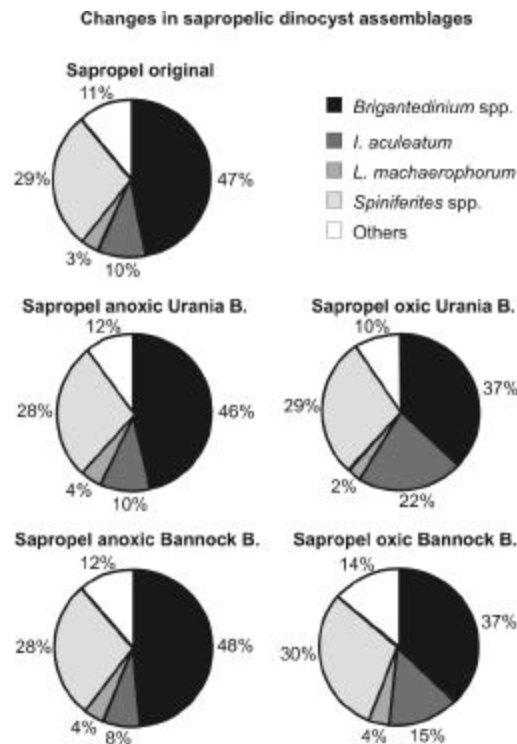 Changes in sapropelic dinocyst assemblages
Sapropel original
11%
29%
47%
3%
10%
Brigantedinium spp.
I. aculeatum
L. machaerophorum
Spiniferites spp.
Others
Sapropel anoxic Urania B.
12%
28%
46%
4%
10%
Sapropel oxic Urania B.
10%
37%
29%
2%
22%
Sapropel anoxic Bannock B.
12%
28%
48%
4%
8%
Sapropel oxic Bannock B.
14%
37%
30%
4%
15%